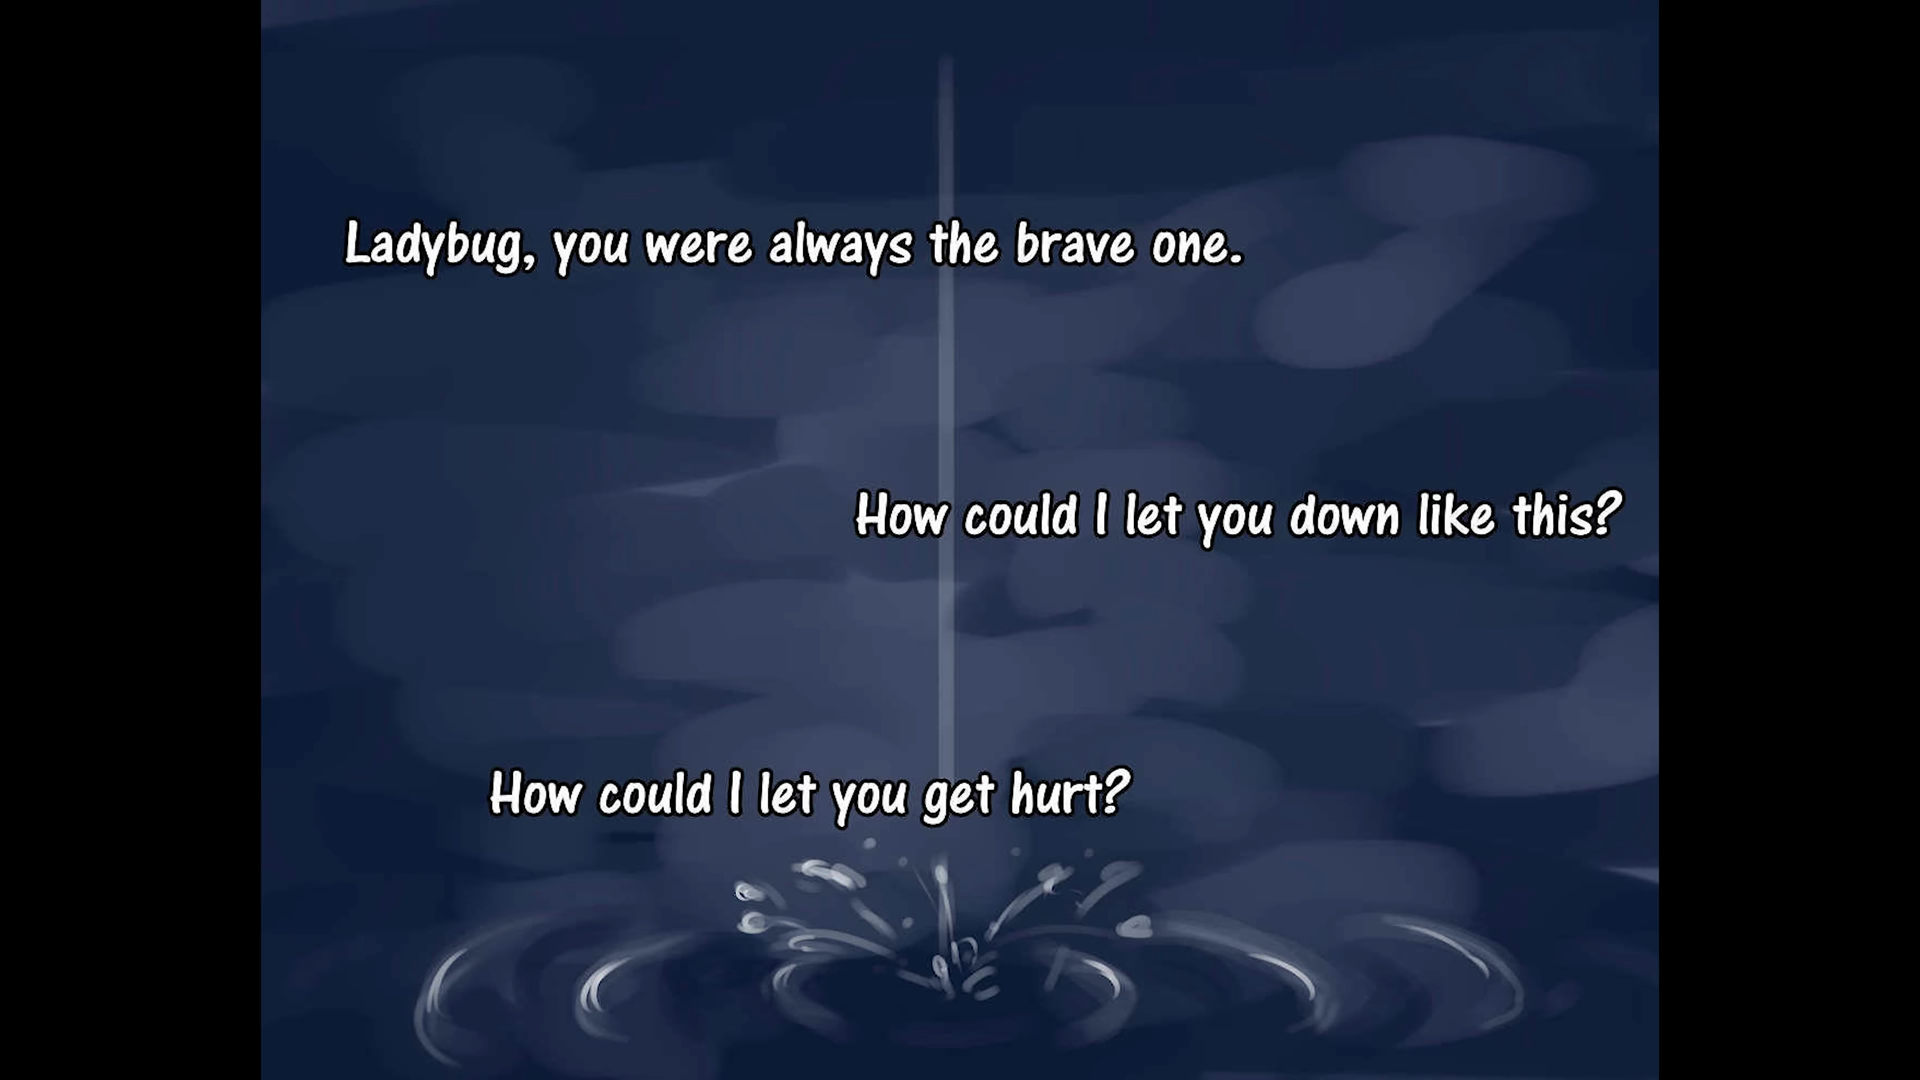 Ladybug, you were always the brave one.
How could I let you down like this?
How could I let you get hurt?